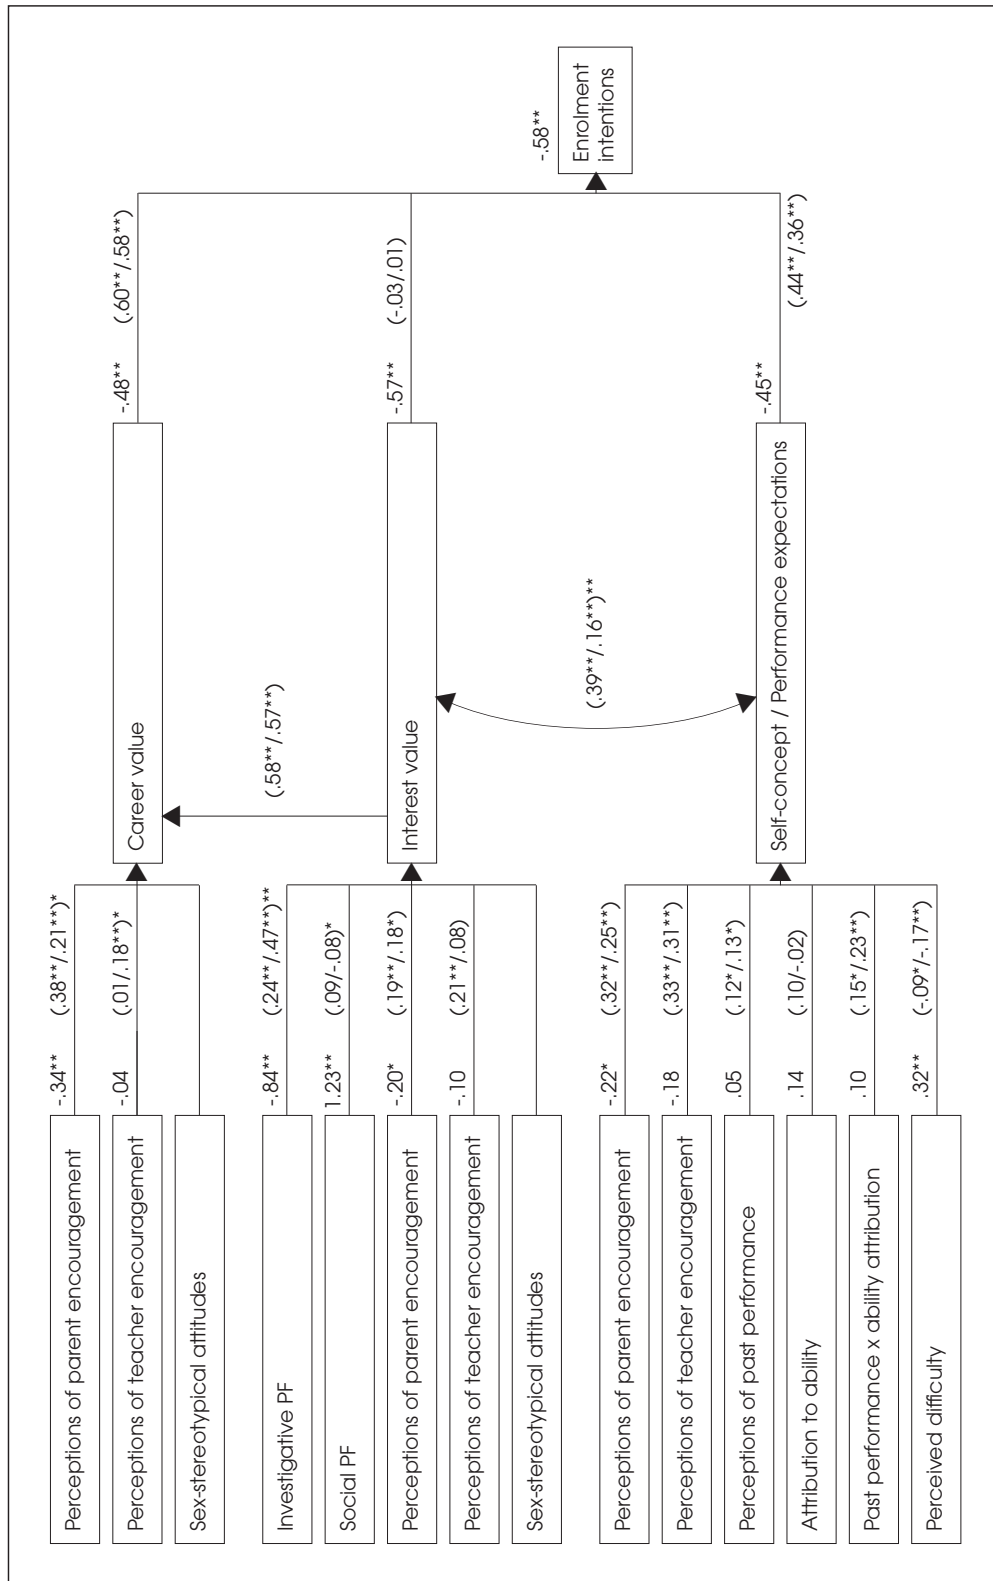 Perceptions of parent encouragement
-.34**
(.38**/.21**)*
Perceptions of teacher encouragement
-.04
(.01/.18**)*
Sex-stereotypical attitudes
Investigative PF
-.84**
(.24**/.47**)**
Social PF
1.23**
(.09/-.08)*
Perceptions of parent encouragement
-.20*
(.19**/.18*)
Perceptions of teacher encouragement
-.10
(.21**/.08)
Sex-stereotypical attitudes
Perceptions of parent encouragement
-.22*
(.32**/.25**)
Perceptions of teacher encouragement
-.18
(.33**/.31**)
Perceptions of past performance
.05
(.12*/.13*)
Attribution to ability
.14
(.10/-.02)
Past performance x ability attribution
.10
(.15*/.23**)
Perceived difficulty
.32**
(-.09*/-.17**)
Career value
-.48**
(.60**/.58**)
(.58**/.57**)
Interest value
-.57**
(-.03/.01)
(.39**/.16**)**
Self-concept / Performance expectations
-.45**
(.44**/.36**)
-.58**
Enrolment
intentions